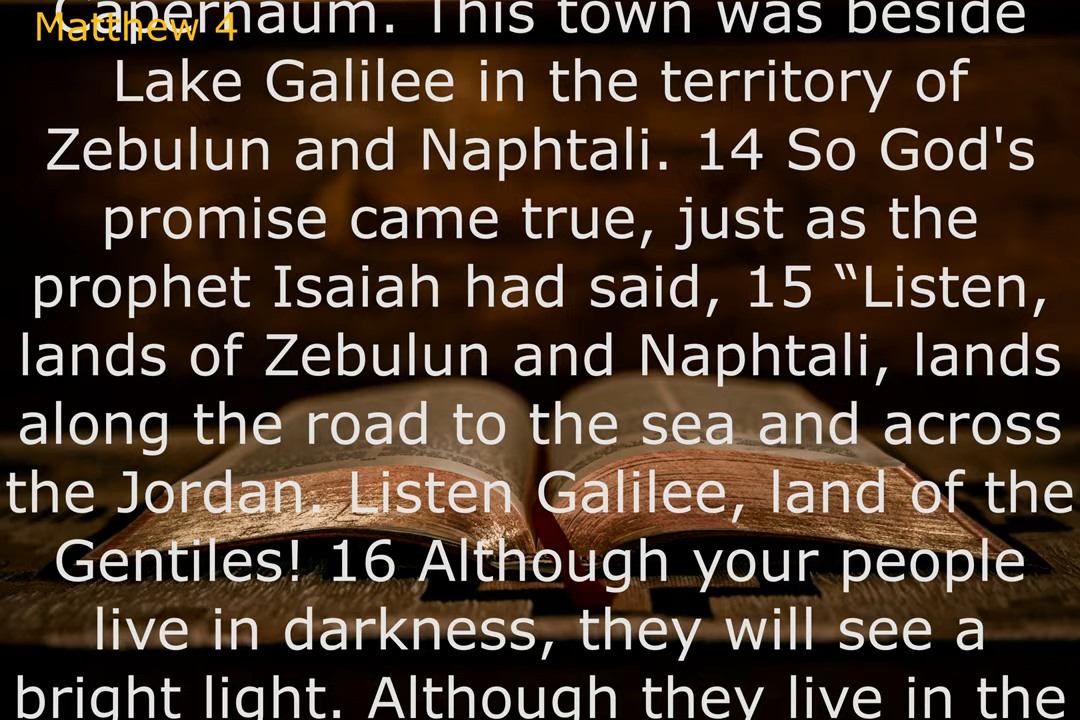 Matthew 4
Capernaum. This town was beside
Lake Galilee in the territory of
Zebulun and Naphtali. 14 So God's
promise came true, just as the
prophet Isaiah had said, 15 “Listen,
lands of Zebulun and Naphtali, lands
along the road to the sea and across
the Jordan. Listen Galilee, land of the
Gentiles! 16 Although your people
live in darkness, they will see a
bright light. Although they live in the